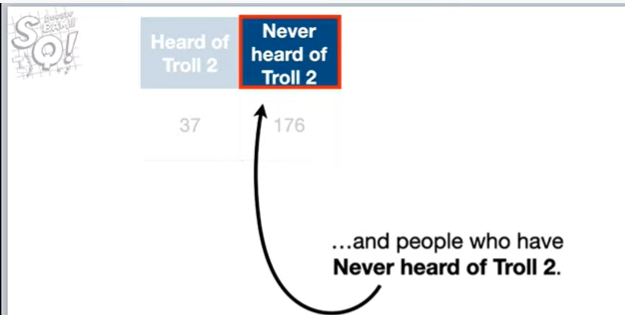 SQ!
Heard of
Troll 2
Never
heard of
Troll 2
37
176
...and people who have
Never heard of Troll 2.